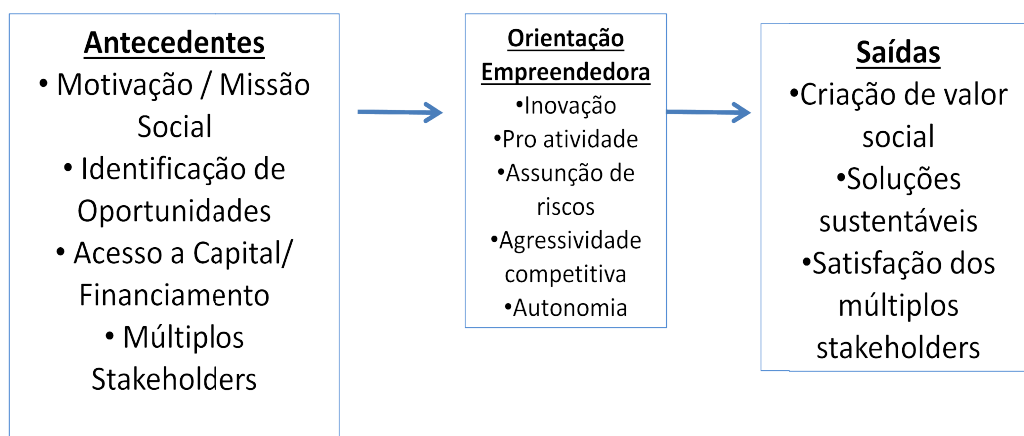 Antecedentes
• Motivação / Missão
Social
• Identificação de
Oportunidades
• Acesso a Capital/
Financiamento
• Múltiplos
Stakeholders
Orientação
Empreendedora
•Inovação
•Pro atividade
•Assunção de
riscos
•Agressividade
competitiva
•Autonomia
Saídas
•Criação de valor
social
•Soluções
sustentáveis
•Satisfação dos
múltiplos
stakeholders